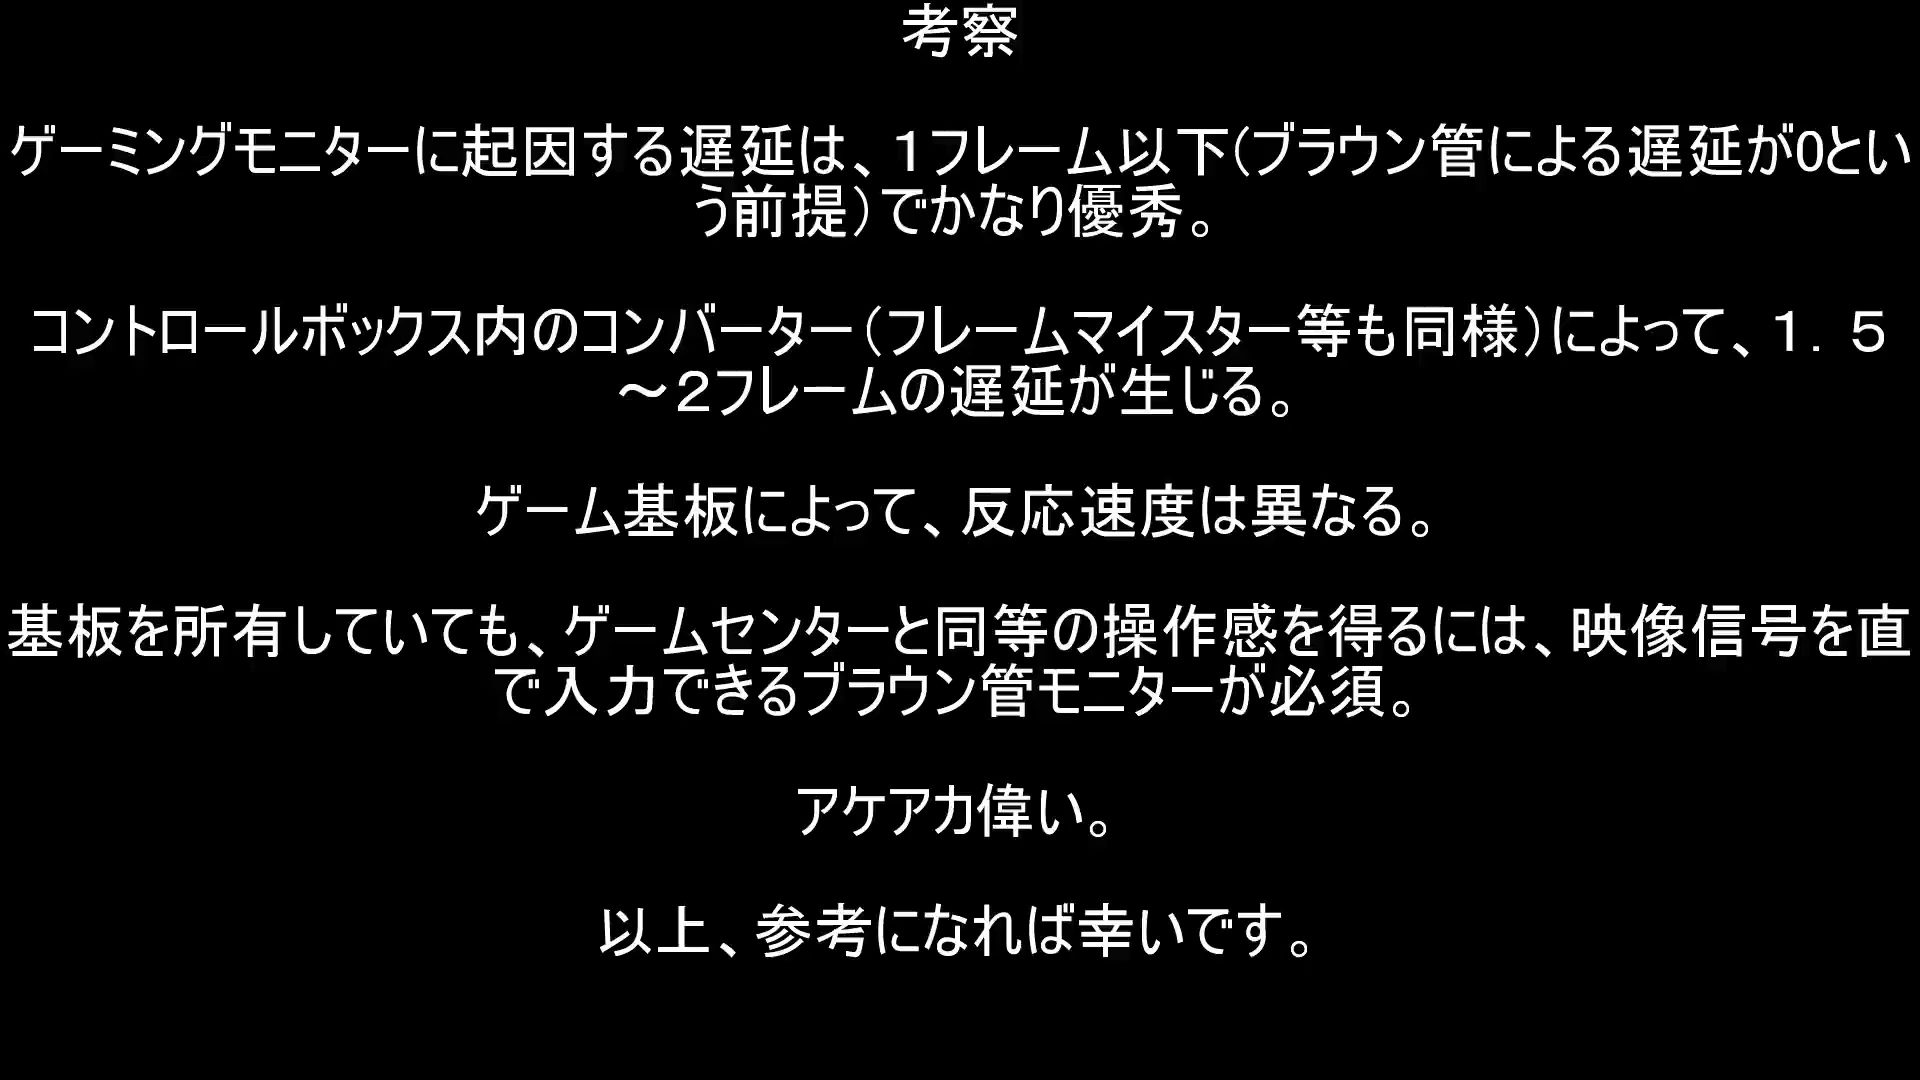 考察
ゲーミングモニターに起因する遅延は、１フレーム以下(ブラウン管による遅延が0とい
う前提）でかなり優秀。
コントロールボックス内のコンバーター（フレームマイスター等も同様）によって、１．５
～２フレームの遅延が生じる。
ゲーム基板によって、反応速度は異なる。
基板を所有していても、ゲームセンターと同等の操作感を得るには、映像信号を直
で入力できるブラウン管モニターが必須。
アケアカ偉い。
以上、参考になれば幸いです。